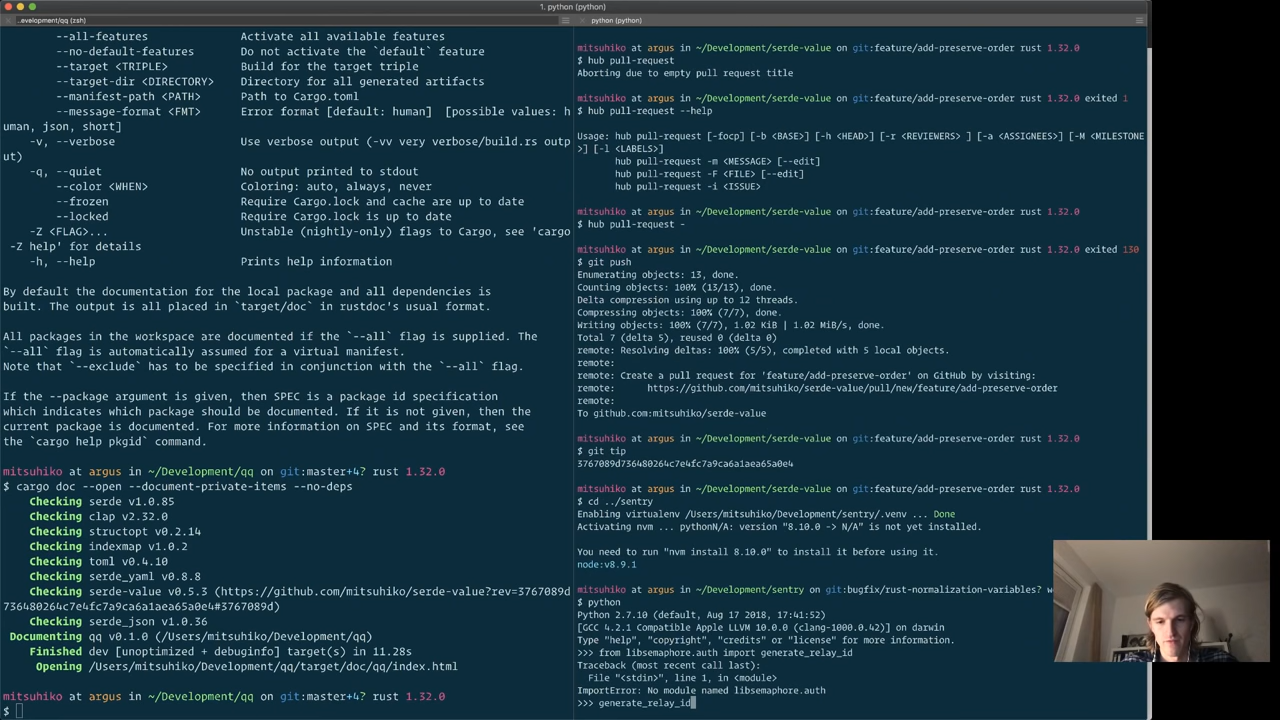 1. python (python)
..evelopment/qq (zsh)
python (python)
--all-features Activate all available features
--no-default-features Do not activate the `default` feature
--target <TRIPLE> Build for the target triple
--target-dir <DIRECTORY> Directory for all generated artifacts
--manifest-path <PATH> Path to Cargo.toml
--message-format <FMT> Error format [default: human] [possible values: h
uman, json, short]
-v, --verbose Use verbose output (-vv very verbose/build.rs outp
ut)
-q, --quiet No output printed to stdout
--color <WHEN> Coloring: auto, always, never
--frozen Require Cargo.lock and cache are up to date
--locked Require Cargo.lock is up to date
-Z <FLAG>... Unstable (nightly-only) flags to Cargo, see 'cargo
-Z help' for details
-h, --help Prints help information
By default the documentation for the local package and all dependencies is
built. The output is all placed in `target/doc` in rustdoc's usual format.
All packages in the workspace are documented if the `--all` flag is supplied. The
`--all` flag is automatically assumed for a virtual manifest.
Note that `--exclude` has to be specified in conjunction with the `--all` flag.
If the --package argument is given, then SPEC is a package id specification
which indicates which package should be documented. If it is not given, then the
current package is documented. For more information on SPEC and its format, see
the `cargo help pkgid` command.
mitsuhiko at argus in ~/Development/qq on git:master+4? rust 1.32.0
$ cargo doc --open --document-private-items --no-deps
Checking serde v1.0.85
Checking clap v2.32.0
Checking structopt v0.2.14
Checking indexmap v1.0.2
Checking toml v0.4.10
Checking serde_yaml v0.8.8
Checking serde-value v0.5.3 (https://github.com/mitsuhiko/serde-value?rev=3767089d
736480264c7e4fc7a9ca6a1aea65a0e4#3767089d)
Checking serde_json v1.0.36
Documenting qq v0.1.0 (/Users/mitsuhiko/Development/qq)
Finished dev [unoptimized + debuginfo] target(s) in 11.28s
Opening /Users/mitsuhiko/Development/qq/target/doc/qq/index.html
mitsuhiko at argus in ~/Development/qq on git:master+4? rust 1.32.0
$
mitsuhiko at argus in ~/Development/serde-value on git:feature/add-preserve-order rust 1.32.0
$ hub pull-request
Aborting due to empty pull request title
mitsuhiko at argus in ~/Development/serde-value on git:feature/add-preserve-order rust 1.32.0 exited 1
$ hub pull-request --help
Usage: hub pull-request [-focp] [-b <BASE>] [-h <HEAD>] [-r <REVIEWERS> ] [-a <ASSIGNEES>] [-M <MILESTONE
>] [-l <LABELS>]
hub pull-request -m <MESSAGE> [--edit]
hub pull-request -F <FILE> [--edit]
hub pull-request -i <ISSUE>
mitsuhiko at argus in ~/Development/serde-value on git:feature/add-preserve-order rust 1.32.0
$ hub pull-request -
mitsuhiko at argus in ~/Development/serde-value on git:feature/add-preserve-order rust 1.32.0 exited 130
$ git push
Enumerating objects: 13, done.
Counting objects: 100% (13/13), done.
Delta compression using up to 12 threads.
Compressing objects: 100% (7/7), done.
Writing objects: 100% (7/7), 1.02 KiB | 1.02 MiB/s, done.
Total 7 (delta 5), reused 0 (delta 0)
remote: Resolving deltas: 100% (5/5), completed with 5 local objects.
remote:
remote: Create a pull request for 'feature/add-preserve-order' on GitHub by visiting:
remote: https://github.com/mitsuhiko/serde-value/pull/new/feature/add-preserve-order
remote:
To github.com:mitsuhiko/serde-value
mitsuhiko at argus in ~/Development/serde-value on git:feature/add-preserve-order rust 1.32.0
$ git tip
3767089d736480264c7e4fc7a9ca6a1aea65a0e4
mitsuhiko at argus in ~/Development/serde-value on git:feature/add-preserve-order rust 1.32.0
$ cd ../sentry
Enabling virtualenv /Users/mitsuhiko/Development/sentry/.venv ... Done
Activating nvm ... pythonN/A: version "8.10.0 -> N/A" is not yet installed.
You need to run "nvm install 8.10.0" to install it before using it.
node:v8.9.1
mitsuhiko at argus in ~/Development/sentry on git:bugfix/rust-normalization-variables? w
$ python
Python 2.7.10 (default, Aug 17 2018, 17:41:52)
[GCC 4.2.1 Compatible Apple LLVM 10.0.0 (clang-1000.0.42)] on darwin
Type "help", "copyright", "credits" or "license" for more information.
>>> from libsemaphore.auth import generate_relay_id
Traceback (most recent call last):
File "<stdin>", line 1, in <module>
ImportError: No module named libsemaphore.auth
>>> generate_relay_id